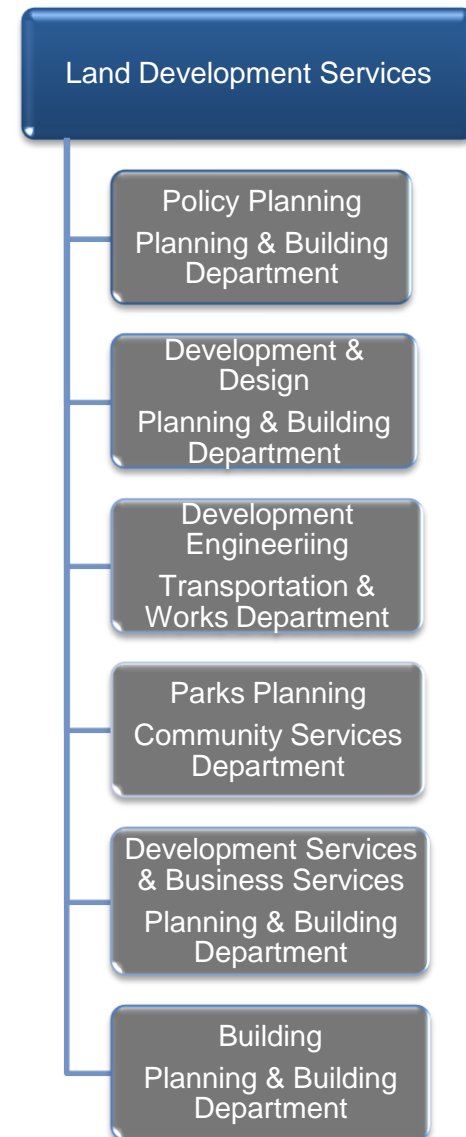 Land Development Services
Policy Planning
Planning & Building
Department
Development &
Design
Planning & Building
Department
Development
Engineeriing
Transportation &
Works Department
Parks Planning
Community Services
Department
Development Services
& Business Services
Planning & Building
Department
Building
Planning & Building
Department